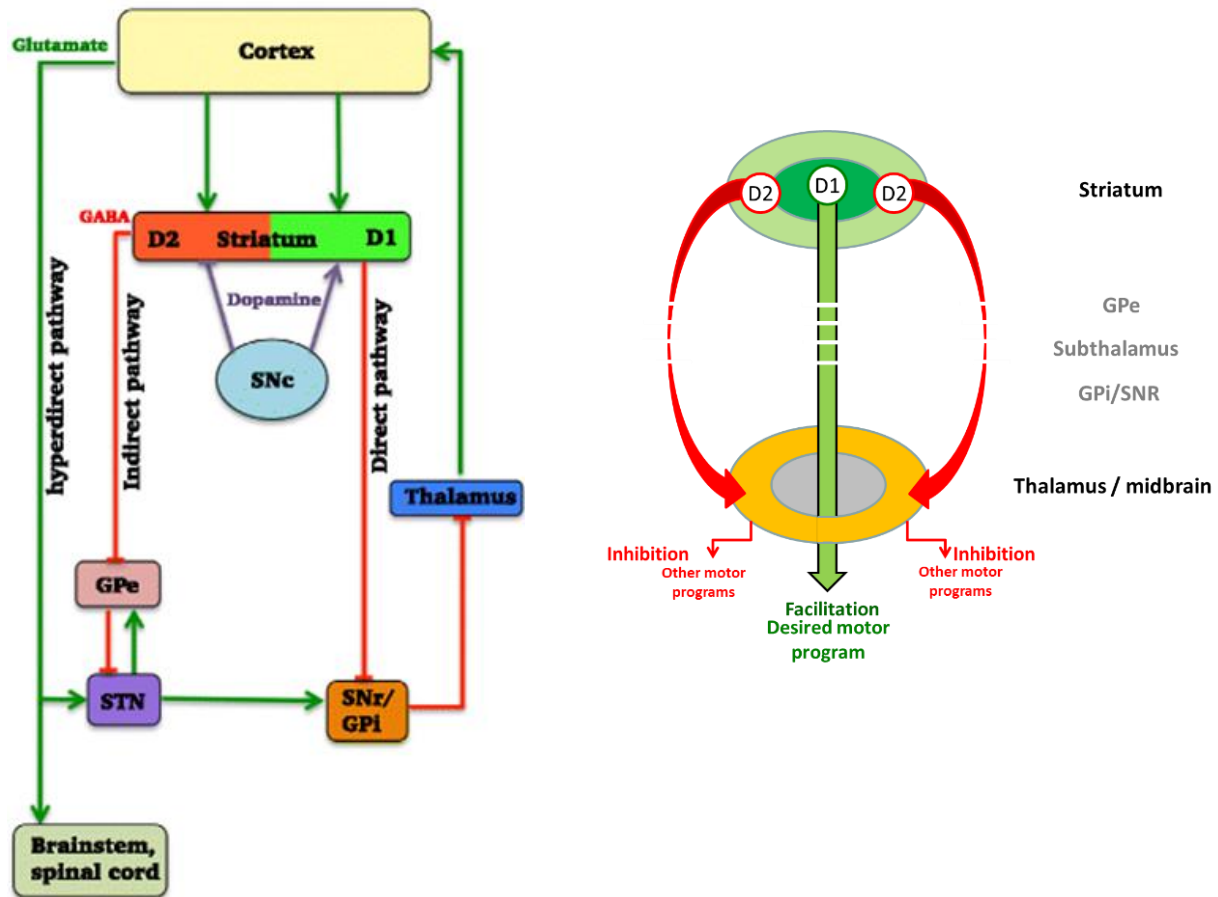 Glutamate
Cortex
GABA
D2 Striatum D1
Dopamine
SNc
hyperdirect pathway
Indirect pathway
Direct pathway
Thalamus
GPe
STN
SNr/
GPi
Brainstem,
spinal cord
D2
D1
D2
Striatum
GPe
Subthalamus
GPi/SNR
Thalamus / midbrain
Inhibition
Other motor
programs
Inhibition
Other motor
programs
Facilitation
Desired motor
program